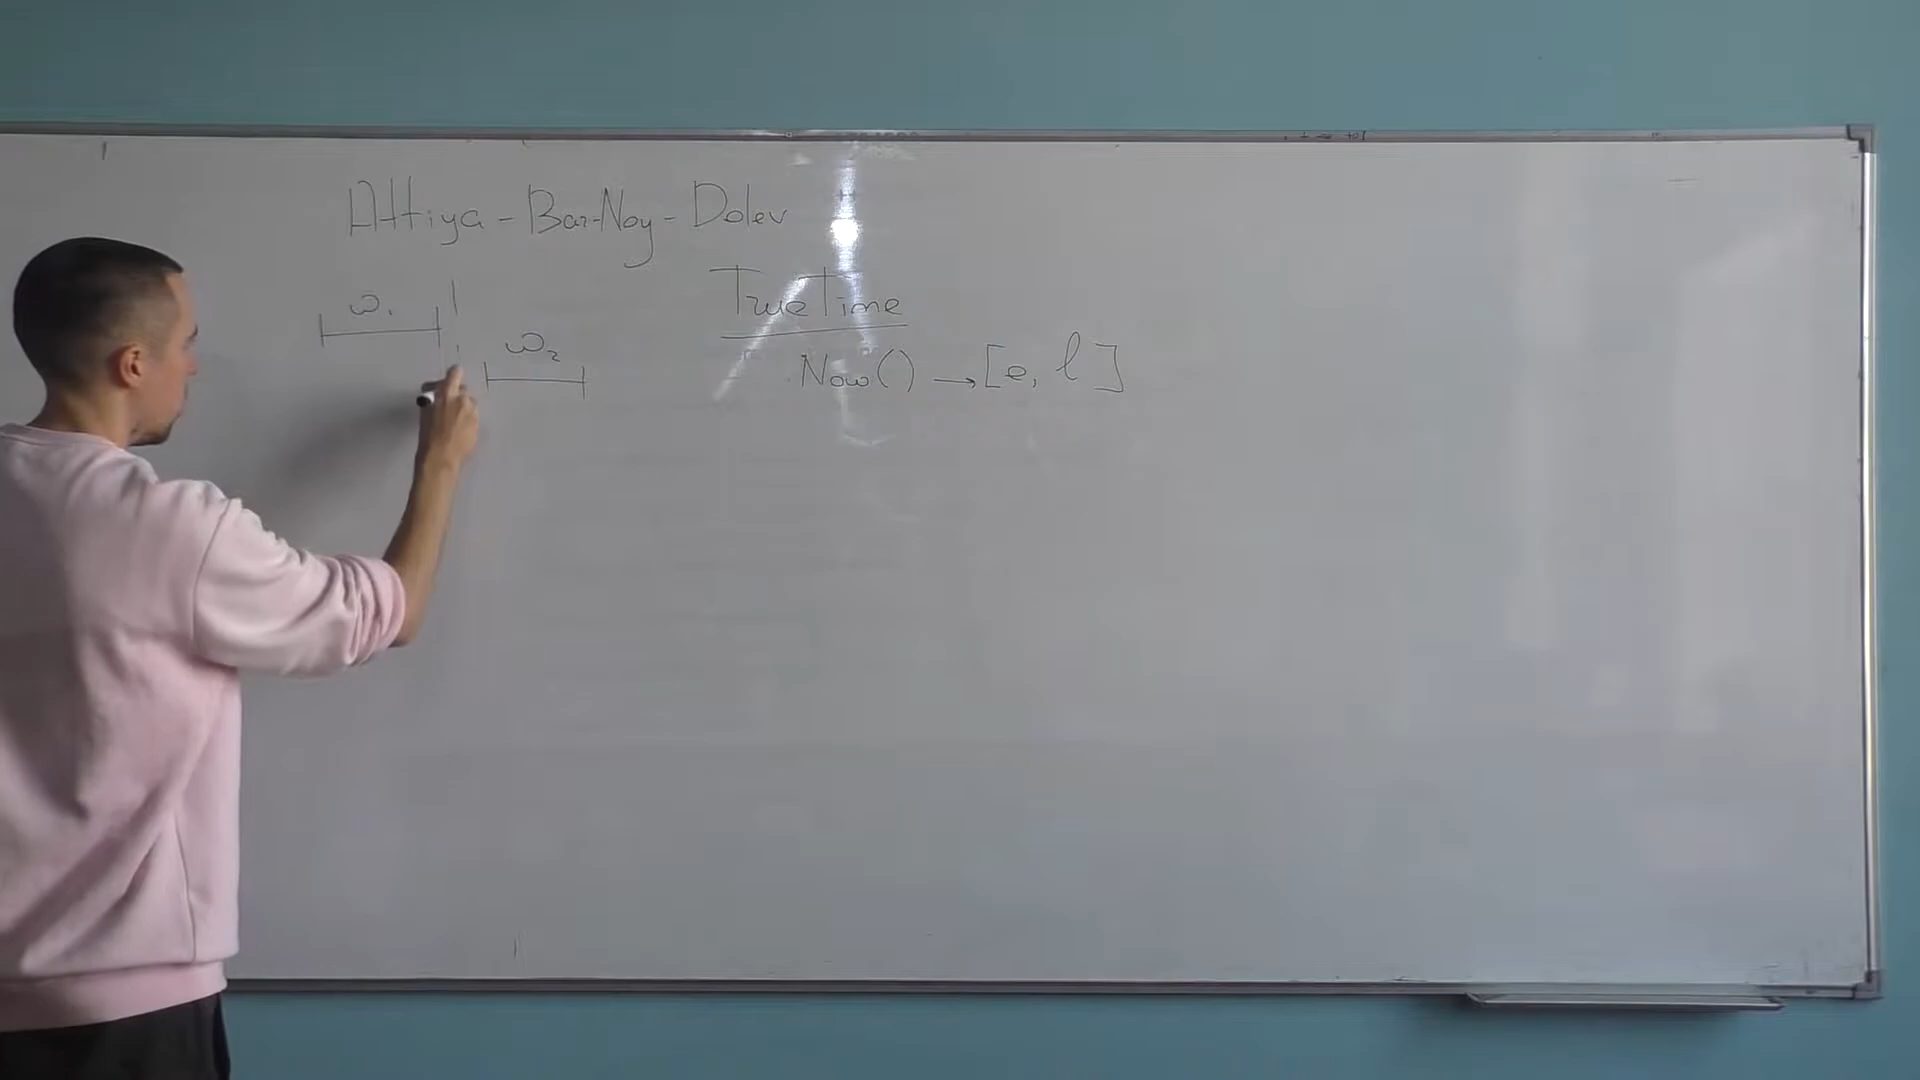 Attiya - Bar-Noy - Dolev
TrueTime
ω₁
ω₂
Now() → [e, l]